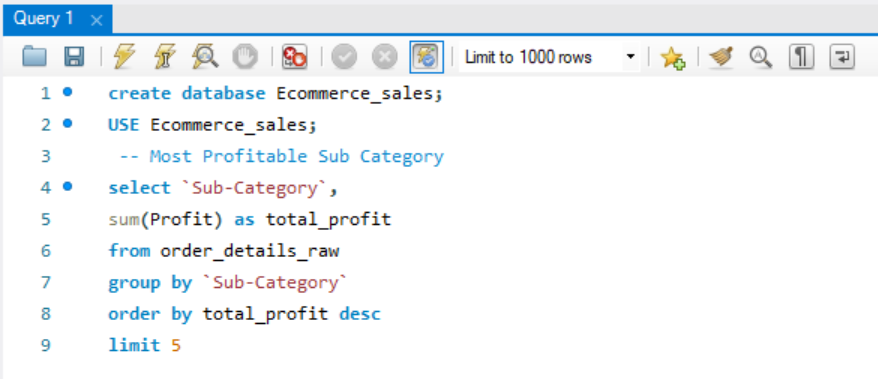 Query 1
Limit to 1000 rows
1 create database Ecommerce_sales;
2 USE Ecommerce_sales;
3 -- Most Profitable Sub Category
4 select `Sub-Category`,
5 sum(Profit) as total_profit
6 from order_details_raw
7 group by `Sub-Category`
8 order by total_profit desc
9 limit 5